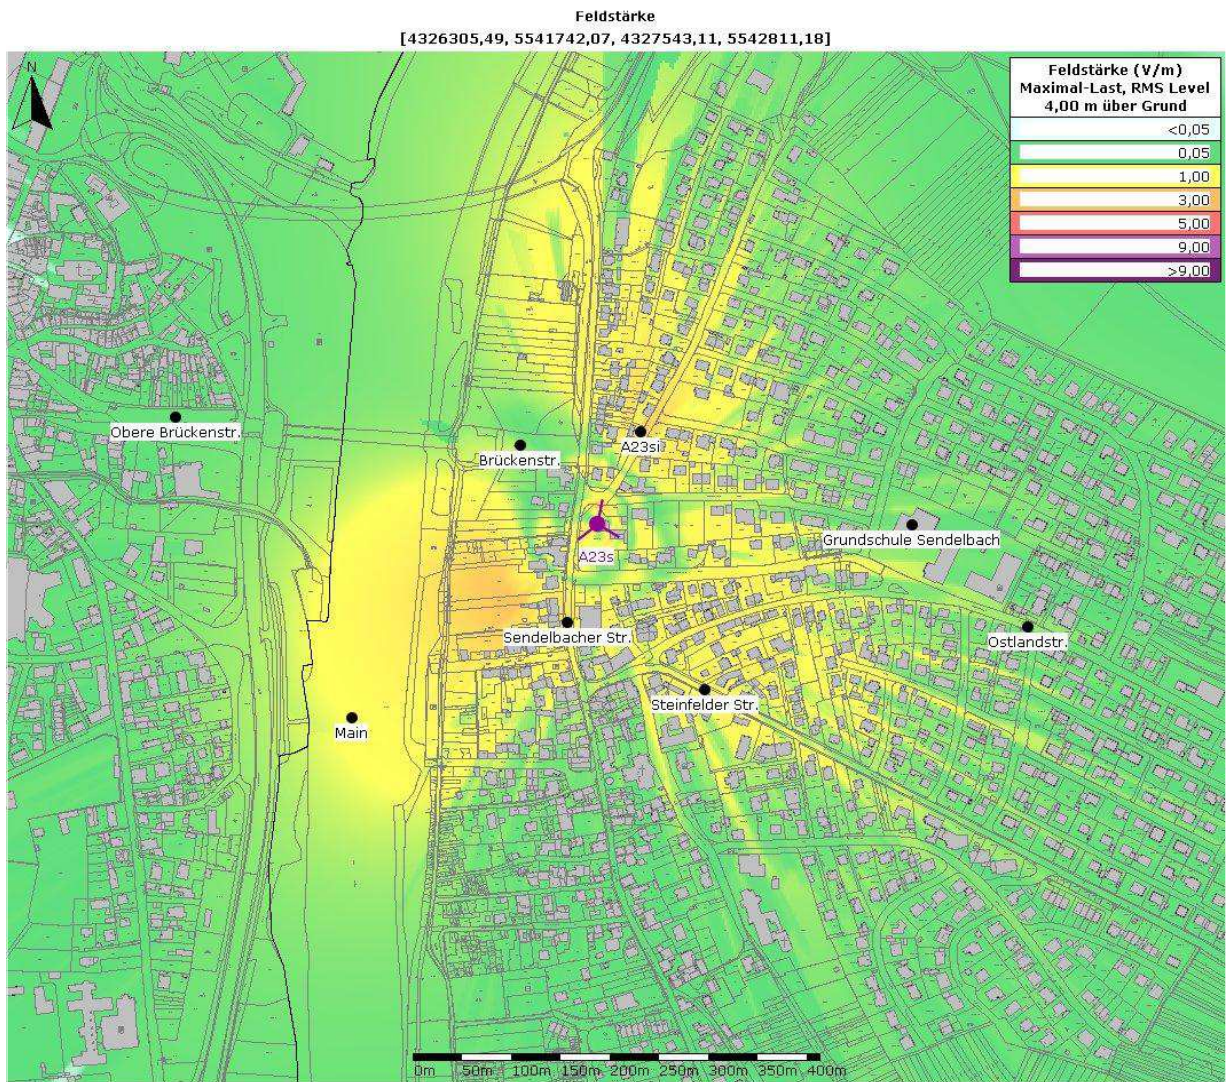 Feldstärke
[4326305,49, 5541742,07, 4327543,11, 5542811,18]
N
Feldstärke (V/m)
Maximal-Last, RMS Level
4,00 m über Grund
<0,05
0,05
1,00
3,00
5,00
9,00
>9,00
Obere Brückenstr.
Brückenstr.
A23si
Grundschule Sendelbach
A23s
Sendelbacher Str.
Ostlandstr.
Steinfelder Str.
Main
0m 50m 100m 150m 200m 250m 300m 350m 400m